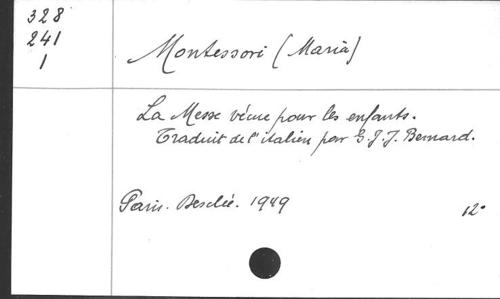 328
241
1
Montessori (Maria)
La Messe vécue pour les enfants.
Traduit de l'italien par G.J.J. Bernard.
Paris. Desclée. 1949
12°